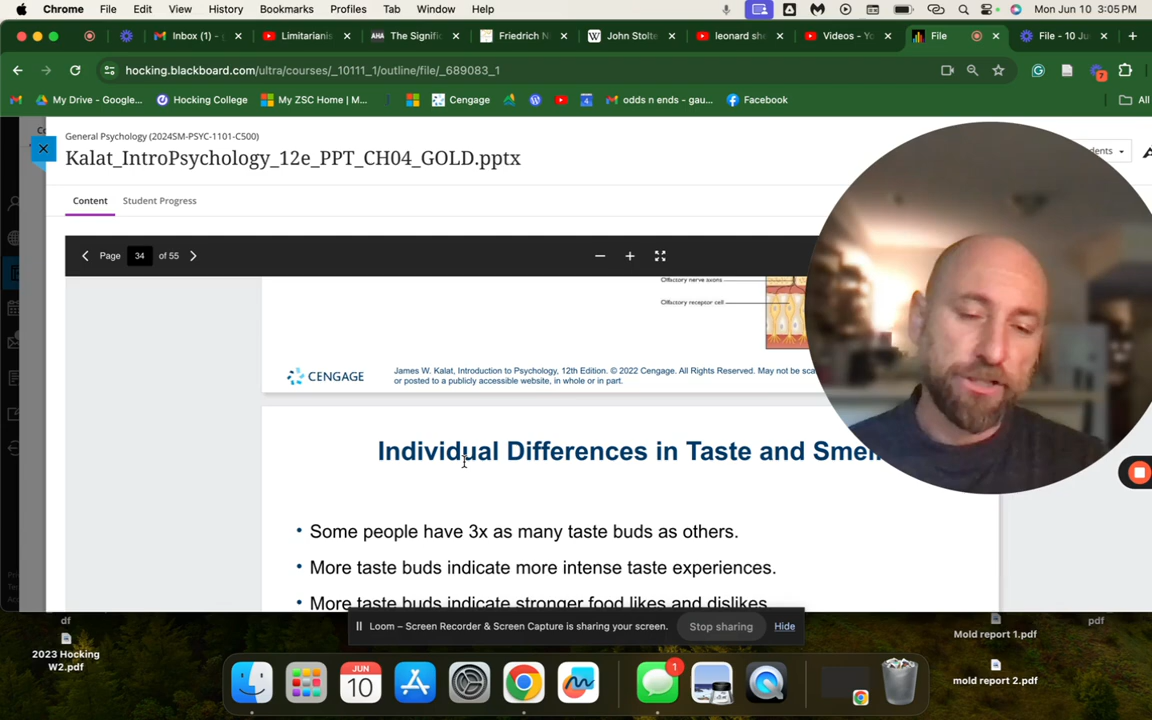 Chrome File Edit View History Bookmarks Profiles Tab Window Help Mon Jun 10 3:05 PM
Inbox (1) - Limitarianis AHA The Signific Friedrich N W John Stolte leonard she Videos - Yo File File - 10 Ju
hocking.blackboard.com/ultra/courses/_10111_1/outline/file/_689083_1
7
My Drive - Google... Hocking College My ZSC Home | M... Cengage 4 odds n ends - gau... Facebook All
General Psychology (2024SM-PSYC-1101-C500)
Kalat_IntroPsychology_12e_PPT_CH04_GOLD.pptx
dents
Content Student Progress
Page 34 of 55
Olfactory nerve axons
Olfactory receptor cell
CENGAGE
James W. Kalat, Introduction to Psychology, 12th Edition. © 2022 Cengage. All Rights Reserved. May not be sca
or posted to a publicly accessible website, in whole or in part.
Individual Differences in Taste and Smel
• Some people have 3x as many taste buds as others.
• More taste buds indicate more intense taste experiences.
• More taste buds indicate stronger food likes and dislikes
Loom – Screen Recorder & Screen Capture is sharing your screen. Stop sharing Hide
df
2023 Hocking
W2.pdf
Mold report 1.pdf
pdf
mold report 2.pdf
JUN
10
1